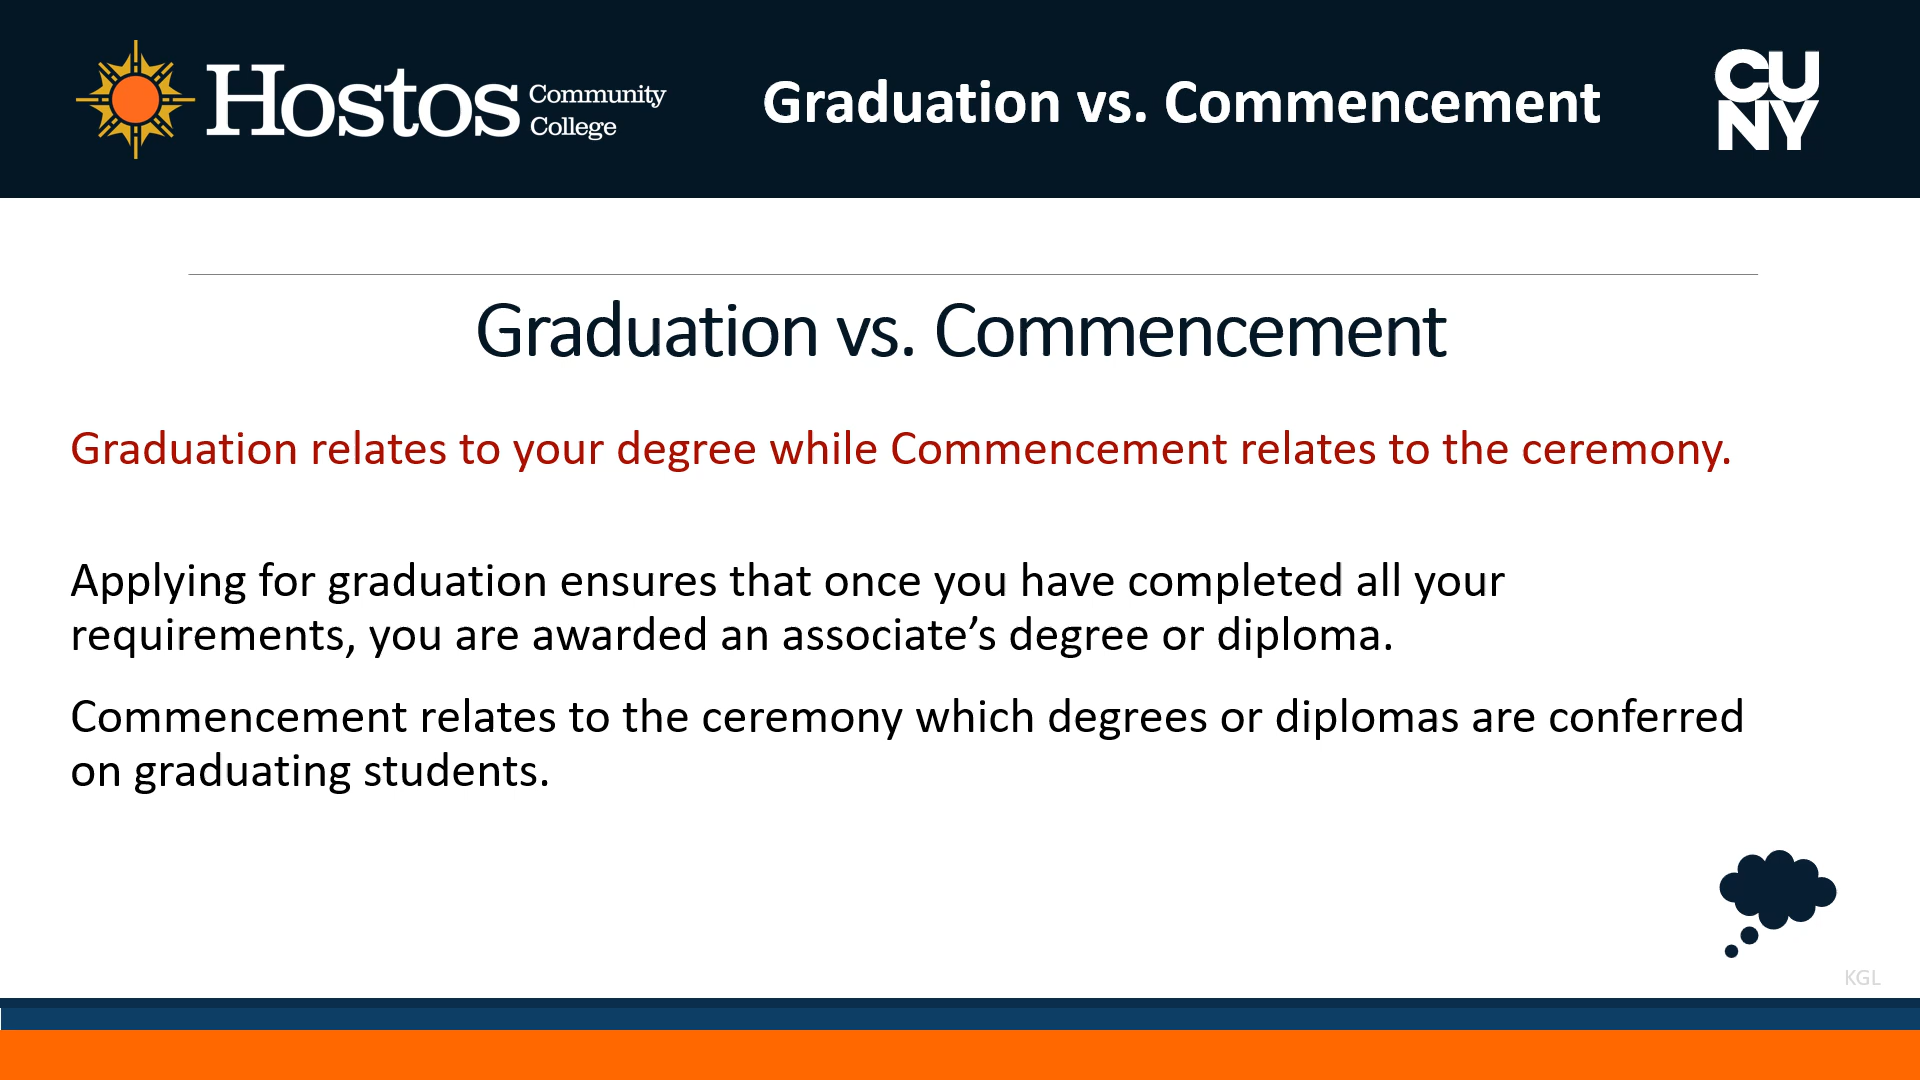 Hostos Community
College
Graduation vs. Commencement
CU
NY
Graduation vs. Commencement
Graduation relates to your degree while Commencement relates to the ceremony.
Applying for graduation ensures that once you have completed all your
requirements, you are awarded an associate’s degree or diploma.
Commencement relates to the ceremony which degrees or diplomas are conferred
on graduating students.
KGL